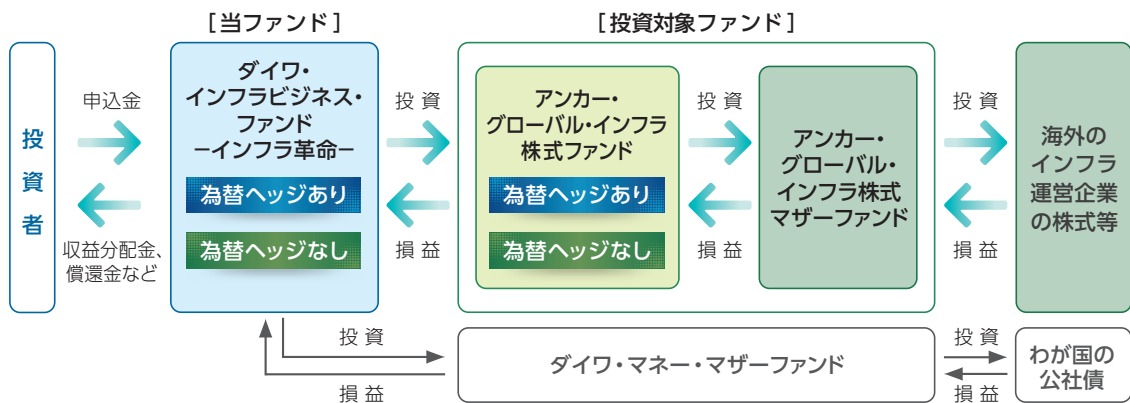 [当ファンド]
[投資対象ファンド]
投資者
申込金
収益分配金、
償還金など
ダイワ・
インフラビジネス・
ファンド
−インフラ革命−
為替ヘッジあり
為替ヘッジなし
投 資
損 益
アンカー・
グローバル・インフラ
株式ファンド
為替ヘッジあり
為替ヘッジなし
投 資
損 益
アンカー・
グローバル・
インフラ株式
マザーファンド
投 資
損 益
海外の
インフラ
運営企業
の株式等
投 資
損 益
ダイワ・マネー・マザーファンド
投 資
損 益
わが国の
公社債